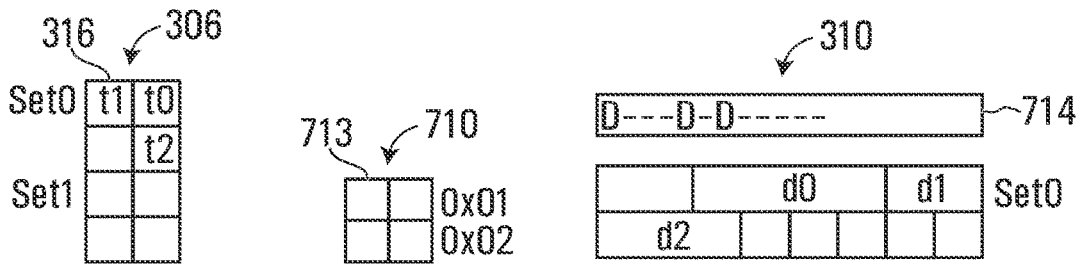 316 306
Set0 t1 t0
t2
Set1
713 710
0x01
0x02
310
D---D-D----- 714
d0 d1 Set0
d2